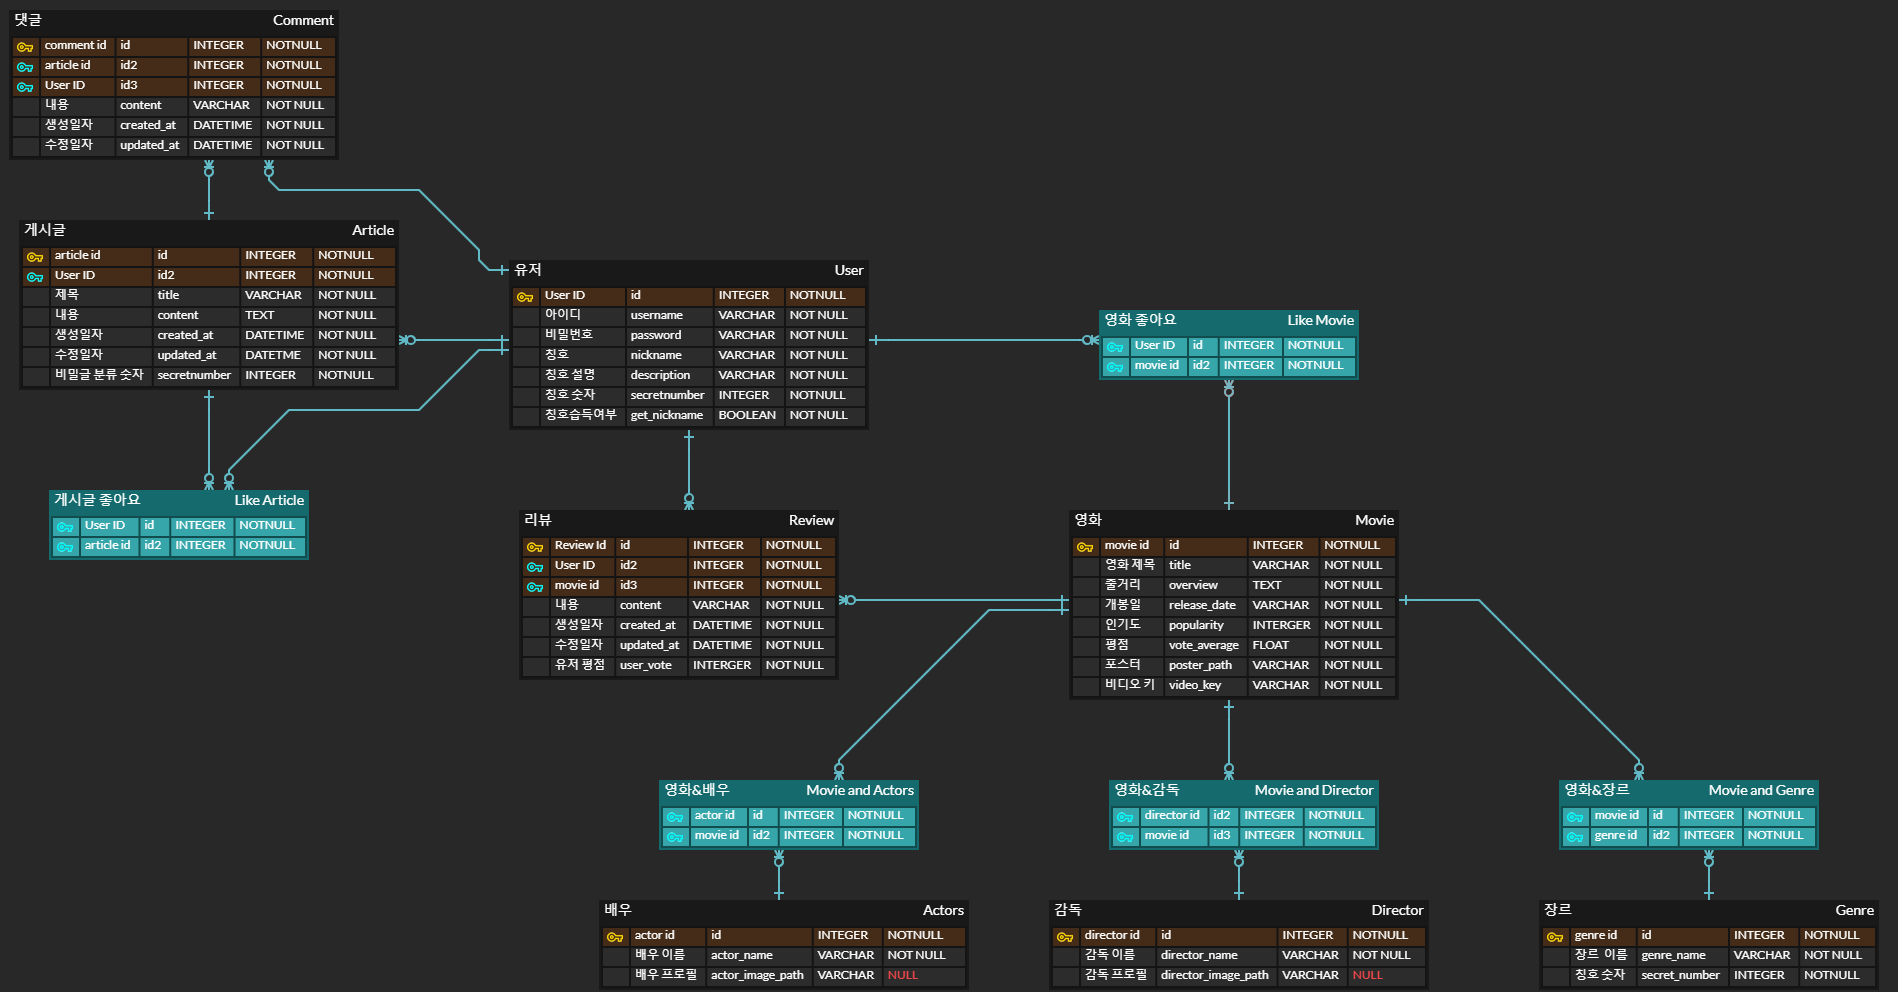 댓글 Comment
comment id id INTEGER NOTNULL
article id id2 INTEGER NOTNULL
User ID id3 INTEGER NOTNULL
내용 content VARCHAR NOT NULL
생성일자 created_at DATETIME NOT NULL
수정일자 updated_at DATETIME NOT NULL
게시글 Article
article id id INTEGER NOTNULL
User ID id2 INTEGER NOTNULL
제목 title VARCHAR NOT NULL
내용 content TEXT NOT NULL
생성일자 created_at DATETIME NOT NULL
수정일자 updated_at DATETME NOT NULL
비밀글 분류 숫자 secretnumber INTEGER NOTNULL
유저 User
User ID id INTEGER NOTNULL
아이디 username VARCHAR NOT NULL
비밀번호 password VARCHAR NOT NULL
칭호 nickname VARCHAR NOT NULL
칭호 설명 description VARCHAR NOT NULL
칭호 숫자 secretnumber INTEGER NOTNULL
칭호습득여부 get_nickname BOOLEAN NOT NULL
영화 좋아요 Like Movie
User ID id INTEGER NOTNULL
movie id id2 INTEGER NOTNULL
게시글 좋아요 Like Article
User ID id INTEGER NOTNULL
article id id2 INTEGER NOTNULL
리뷰 Review
Review Id id INTEGER NOTNULL
User ID id2 INTEGER NOTNULL
movie id id3 INTEGER NOTNULL
내용 content VARCHAR NOT NULL
생성일자 created_at DATETIME NOT NULL
수정일자 updated_at DATETIME NOT NULL
유저 평점 user_vote INTERGER NOT NULL
영화 Movie
movie id id INTEGER NOTNULL
영화 제목 title VARCHAR NOT NULL
줄거리 overview TEXT NOT NULL
개봉일 release_date VARCHAR NOT NULL
인기도 popularity INTERGER NOT NULL
평점 vote_average FLOAT NOT NULL
포스터 poster_path VARCHAR NOT NULL
비디오 키 video_key VARCHAR NOT NULL
영화&배우 Movie and Actors
actor id id INTEGER NOTNULL
movie id id2 INTEGER NOTNULL
영화&감독 Movie and Director
director id id2 INTEGER NOTNULL
movie id id3 INTEGER NOTNULL
영화&장르 Movie and Genre
movie id id INTEGER NOTNULL
genre id id2 INTEGER NOTNULL
배우 Actors
actor id id INTEGER NOTNULL
배우 이름 actor_name VARCHAR NOT NULL
배우 프로필 actor_image_path VARCHAR NULL
감독 Director
director id id INTEGER NOTNULL
감독 이름 director_name VARCHAR NOT NULL
감독 프로필 director_image_path VARCHAR NULL
장르 Genre
genre id id INTEGER NOTNULL
장르 이름 genre_name VARCHAR NOT NULL
칭호 숫자 secret_number INTEGER NOTNULL